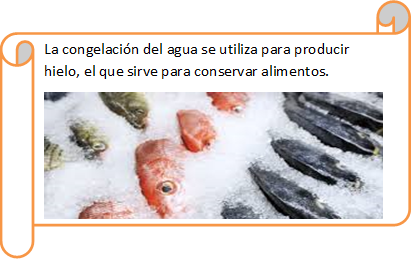 La congelación del agua se utiliza para producir
hielo, el que sirve para conservar alimentos.